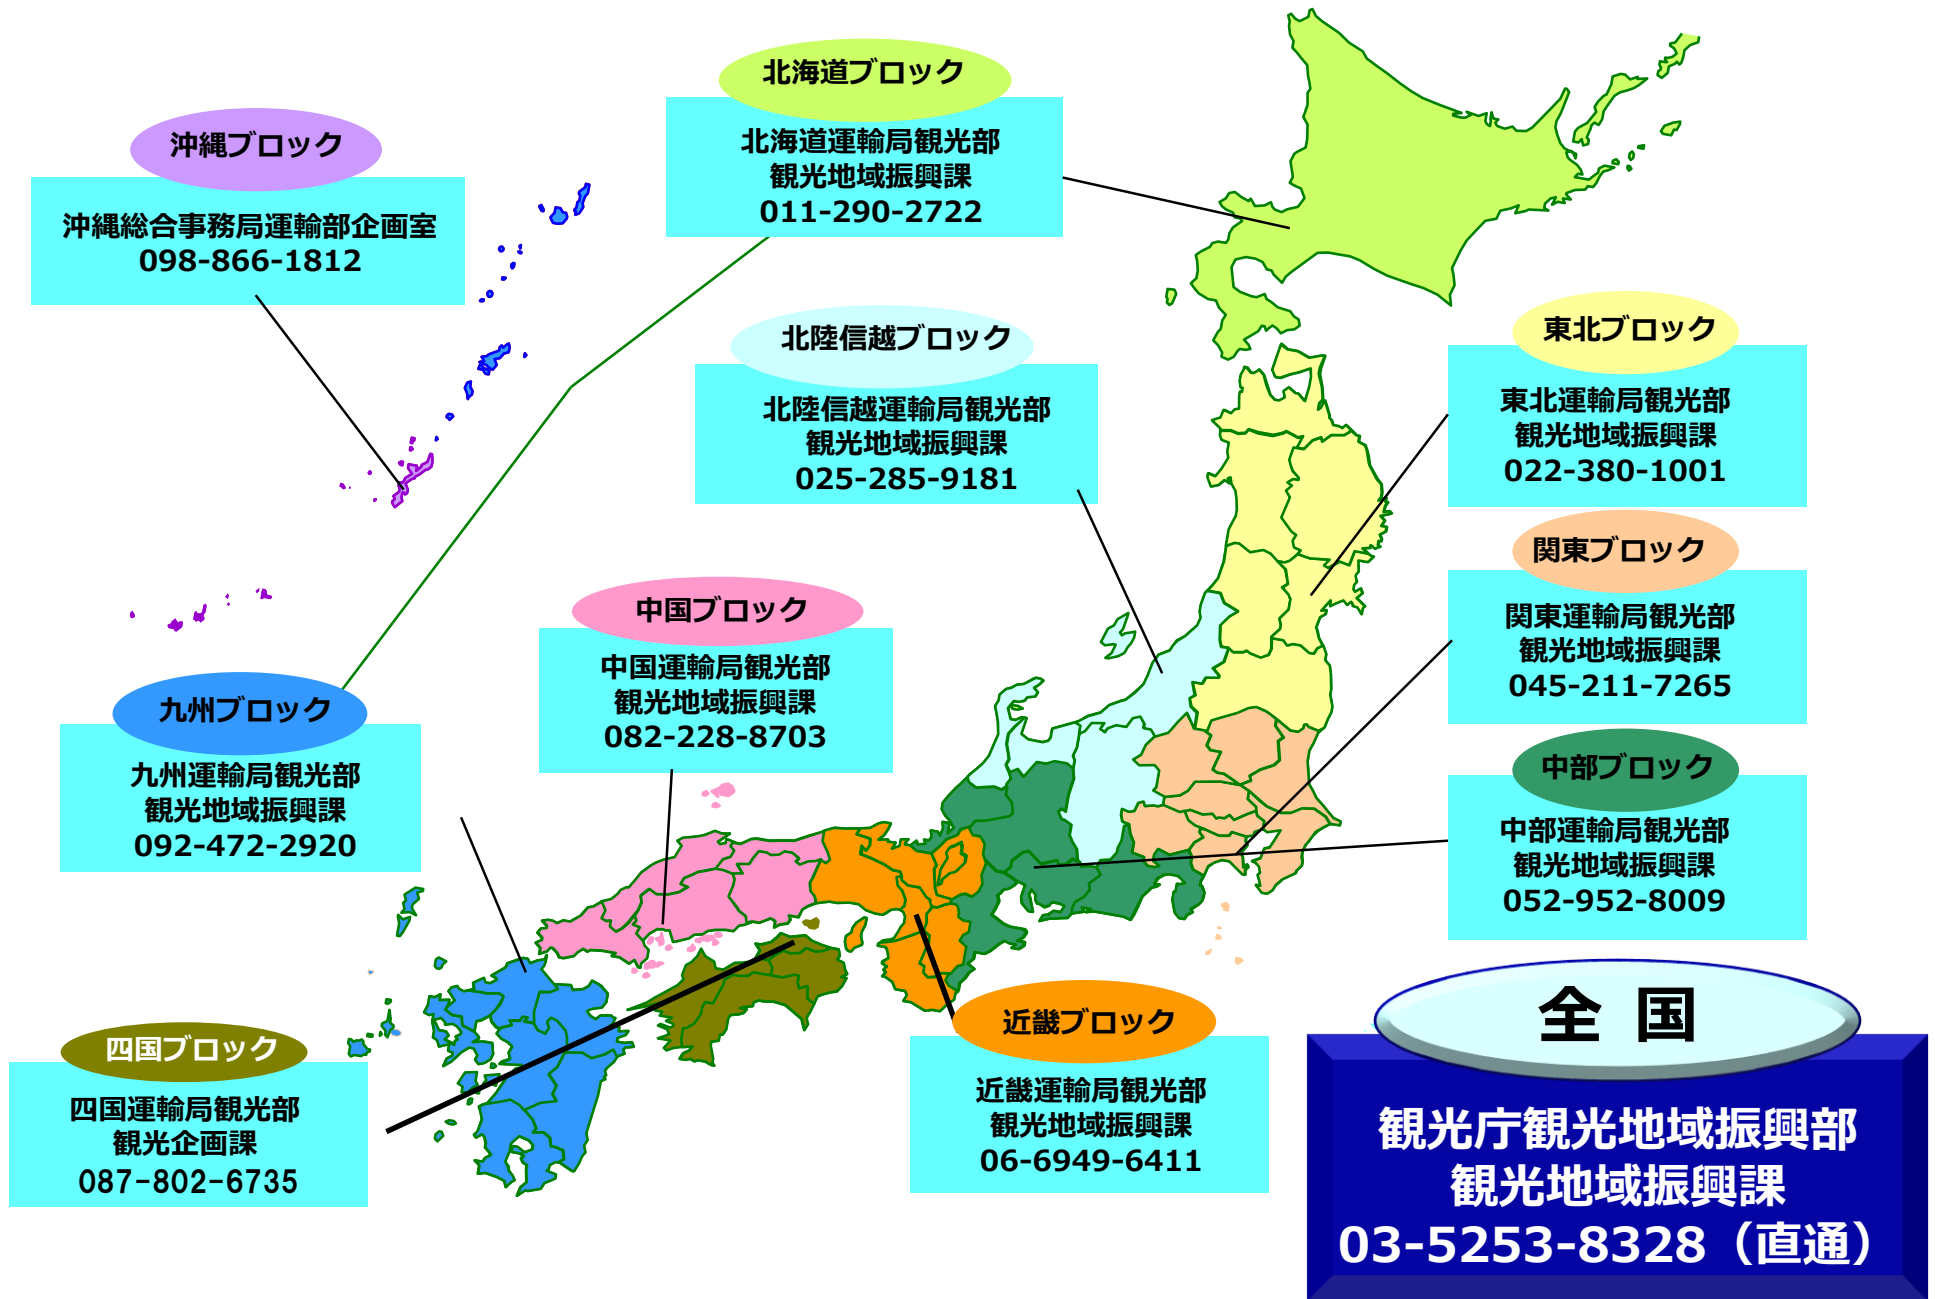 北海道ブロック
北海道運輸局観光部
観光地域振興課
011-290-2722
沖縄ブロック
沖縄総合事務局運輸部企画室
098-866-1812
北陸信越ブロック
北陸信越運輸局観光部
観光地域振興課
025-285-9181
東北ブロック
東北運輸局観光部
観光地域振興課
022-380-1001
関東ブロック
関東運輸局観光部
観光地域振興課
045-211-7265
中国ブロック
中国運輸局観光部
観光地域振興課
082-228-8703
九州ブロック
九州運輸局観光部
観光地域振興課
092-472-2920
中部ブロック
中部運輸局観光部
観光地域振興課
052-952-8009
四国ブロック
四国運輸局観光部
観光企画課
087-802-6735
近畿ブロック
近畿運輸局観光部
観光地域振興課
06-6949-6411
全 国
観光庁観光地域振興部
観光地域振興課
03-5253-8328（直通）